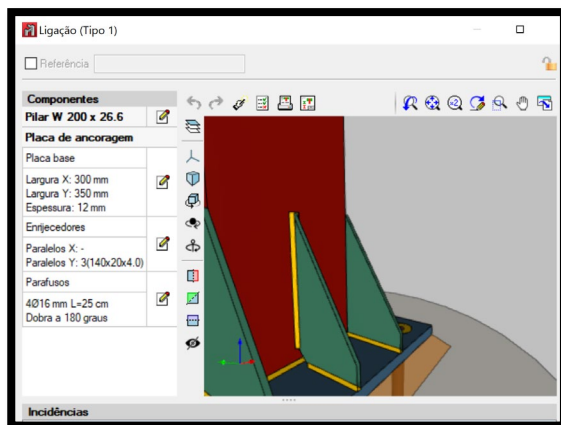 Ligação (Tipo 1)
Referência
Componentes
Pilar W 200 x 26.6
Placa de ancoragem
Placa base
Largura X: 300 mm
Largura Y: 350 mm
Espessura: 12 mm
Enrijecedores
Paralelos X: -
Paralelos Y: 3(140x20x4.0)
Parafusos
4Ø16 mm L=25 cm
Dobra a 180 graus
Incidências